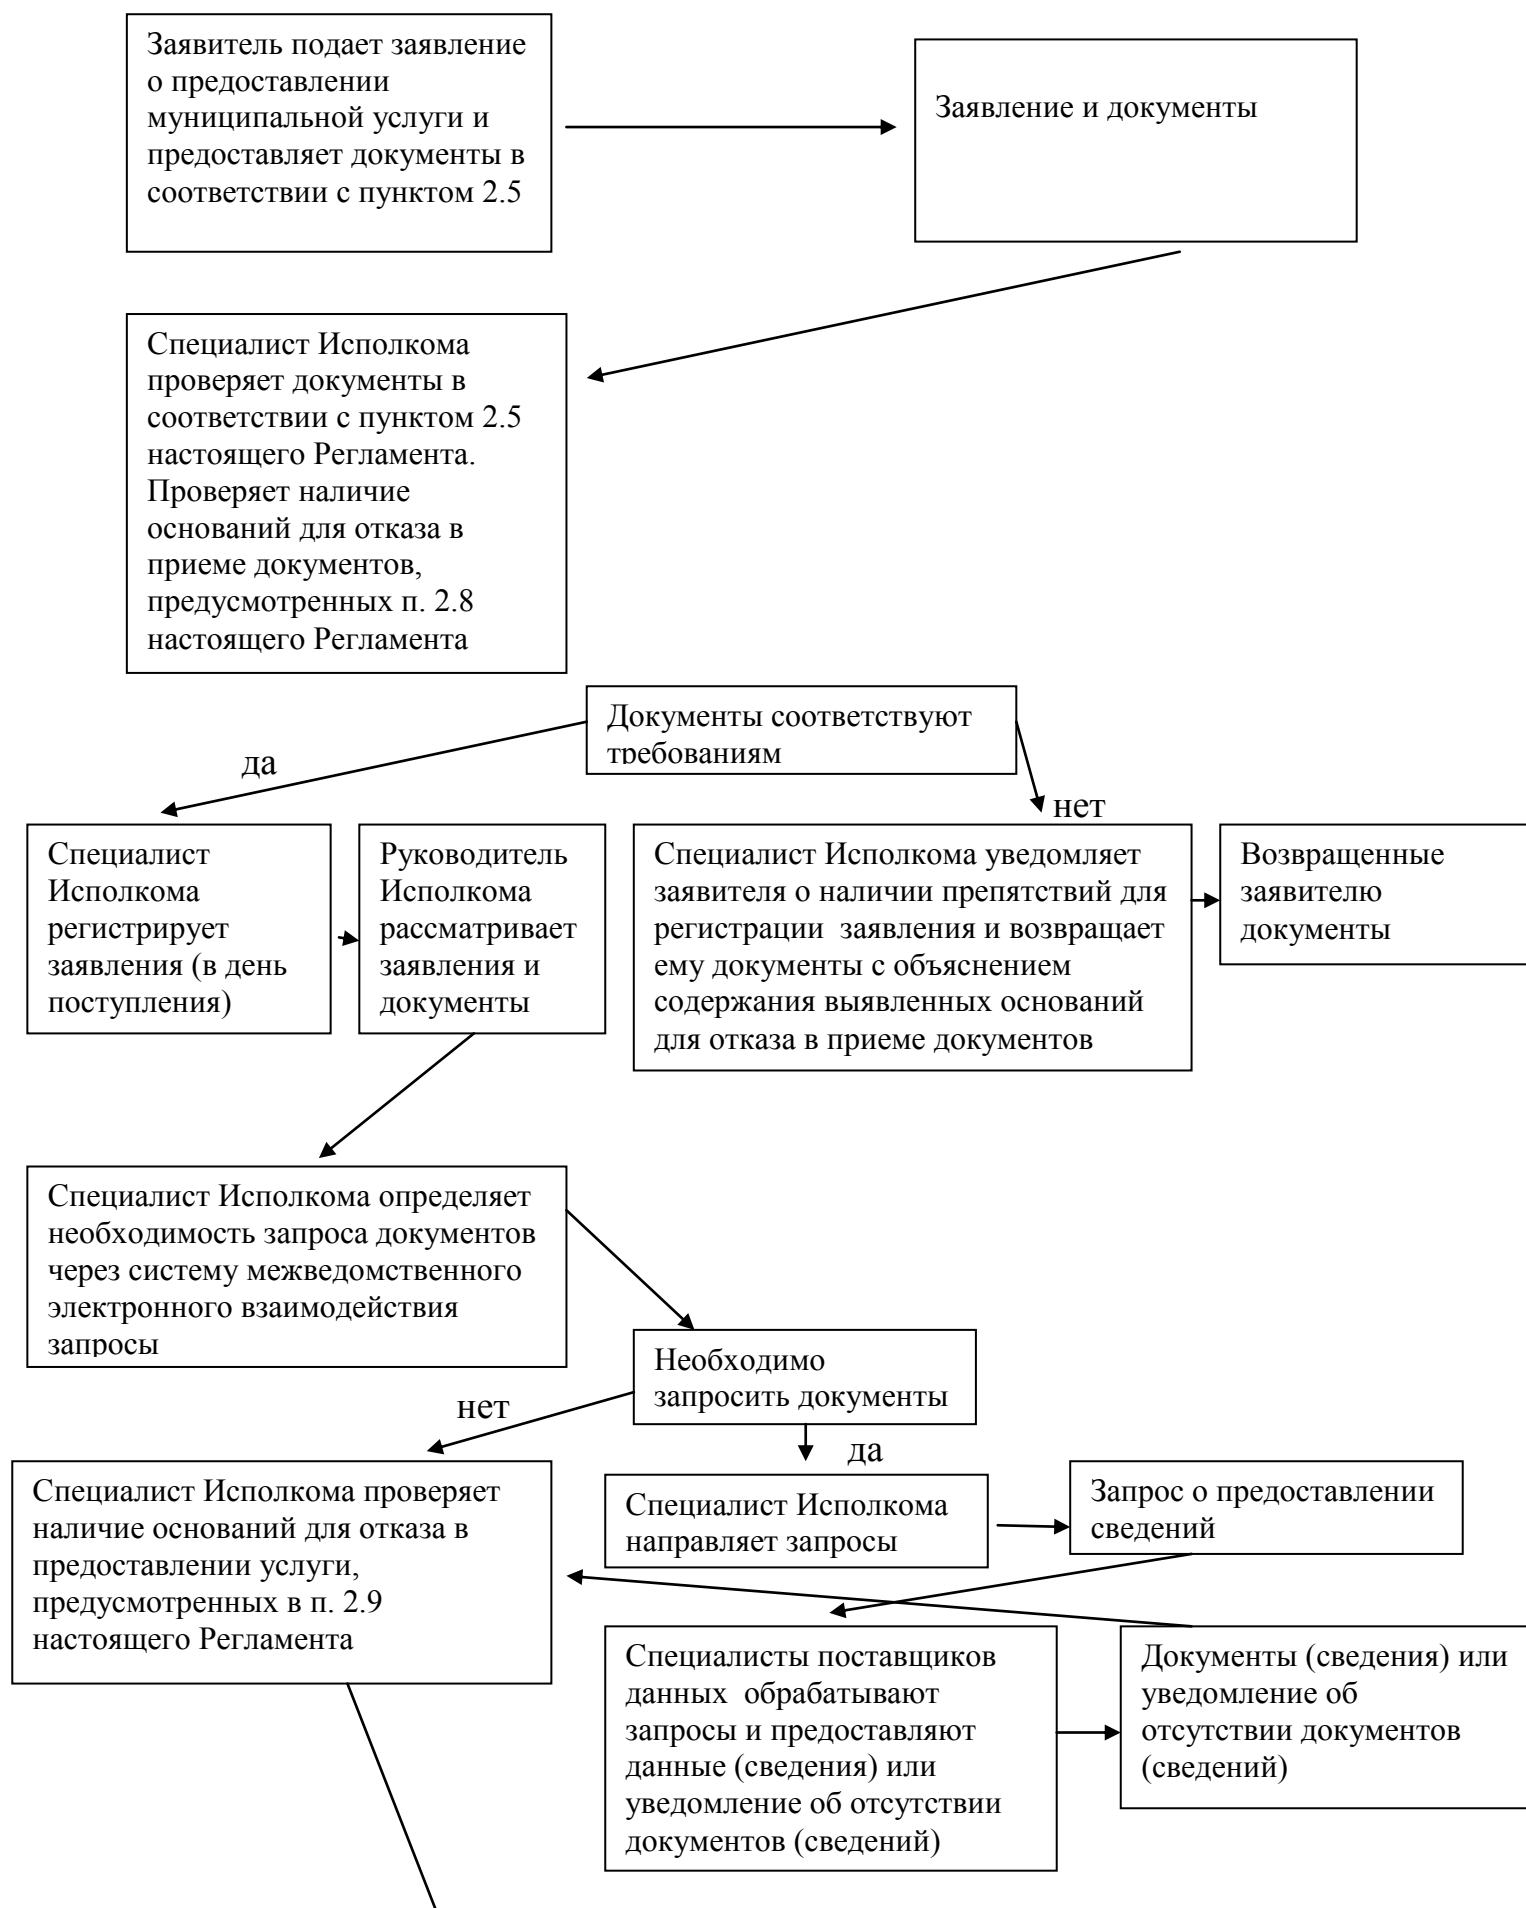 Заявитель подает заявление
о предоставлении
муниципальной услуги и
предоставляет документы в
соответствии с пунктом 2.5
Заявление и документы
Специалист Исполкома
проверяет документы в
соответствии с пунктом 2.5
настоящего Регламента.
Проверяет наличие
оснований для отказа в
приеме документов,
предусмотренных п. 2.8
настоящего Регламента
Документы соответствуют
требованиям
да
нет
Специалист
Исполкома
регистрирует
заявления (в день
поступления)
Руководитель
Исполкома
рассматривает
заявления и
документы
Специалист Исполкома уведомляет
заявителя о наличии препятствий для
регистрации  заявления и возвращает
ему документы с объяснением
содержания выявленных оснований
для отказа в приеме документов
Возвращенные
заявителю
документы
Специалист Исполкома определяет
необходимость запроса документов
через систему межведомственного
электронного взаимодействия
запросы
Необходимо
запросить документы
нет
да
Специалист Исполкома проверяет
наличие оснований для отказа в
предоставлении услуги,
предусмотренных в п. 2.9
настоящего Регламента
Специалист Исполкома
направляет запросы
Запрос о предоставлении
сведений
Специалисты поставщиков
данных  обрабатывают
запросы и предоставляют
данные (сведения) или
уведомление об отсутствии
документов (сведений)
Документы (сведения) или
уведомление об
отсутствии документов
(сведений)